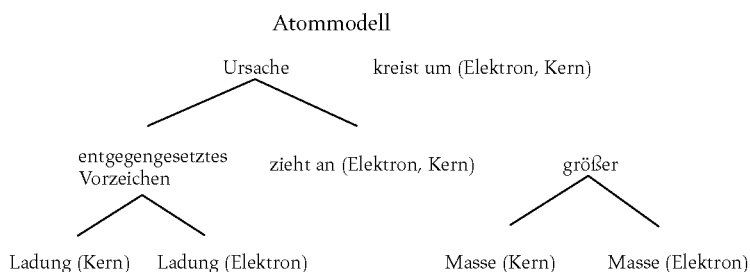 Atommodell
Ursache kreist um (Elektron, Kern)
entgegengesetztes
Vorzeichen
zieht an (Elektron, Kern)
größer
Ladung (Kern) Ladung (Elektron) Masse (Kern) Masse (Elektron)